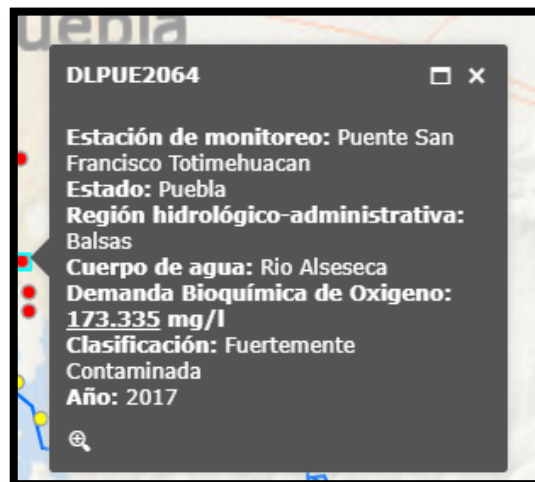 uebla
DLPUE2064
Estación de monitoreo: Puente San
Francisco Totimehuacan
Estado: Puebla
Región hidrológico-administrativa:
Balsas
Cuerpo de agua: Rio Alseseca
Demanda Bioquímica de Oxigeno:
173.335 mg/l
Clasificación: Fuertemente
Contaminada
Año: 2017